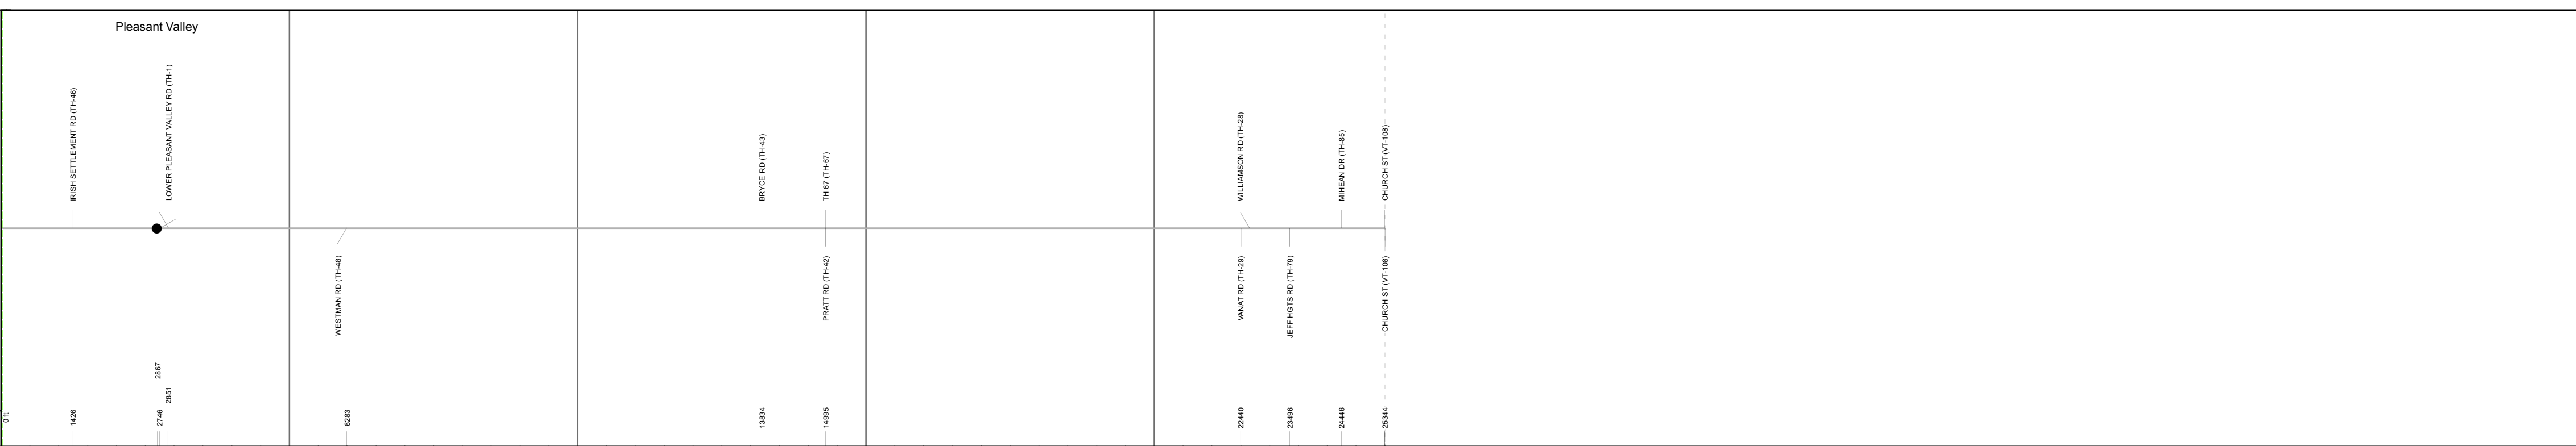 Pleasant Valley
IRISH SETTLEMENT RD (TH-46)
LOWER PLEASANT VALLEY RD (TH-1)
BRYCE RD (TH-43)
TH 67 (TH-67)
WILLIAMSON RD (TH-28)
MIHEAN DR (TH-85)
CHURCH ST (VT-108)
WESTMAN RD (TH-48)
PRATT RD (TH-42)
VANAT RD (TH-29)
JEFF HGTS RD (TH-79)
CHURCH ST (VT-108)
0 ft
1426
2867
2746
2851
6283
13834
14995
22440
23496
24446
25344